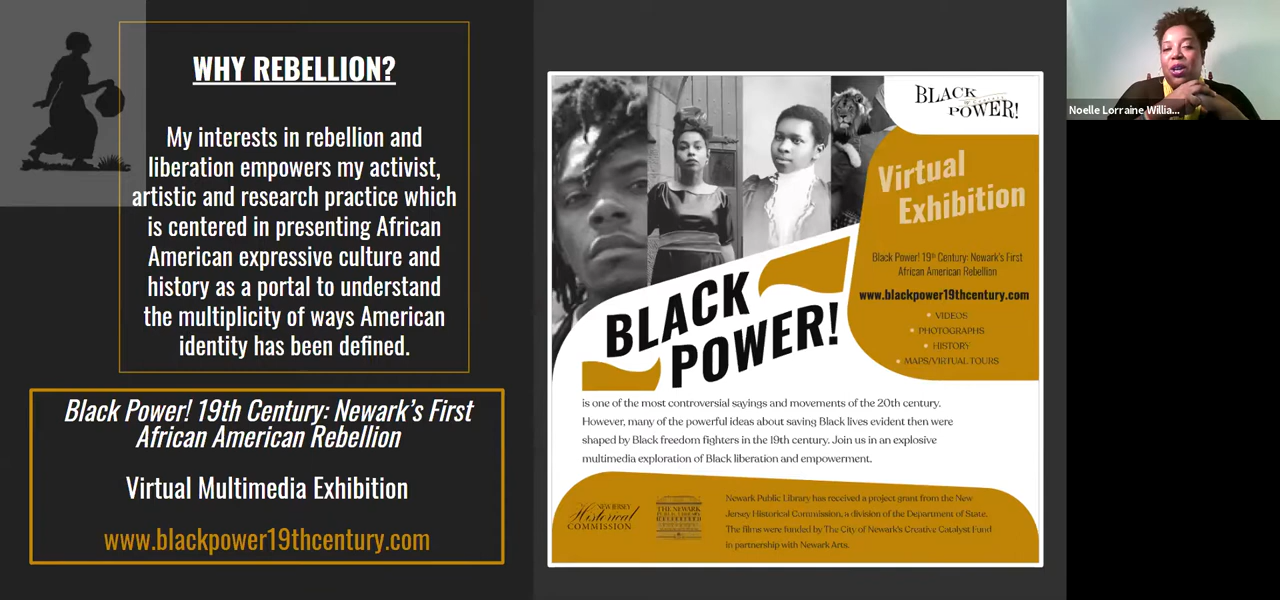 WHY REBELLION?
My interests in rebellion and
liberation empowers my activist,
artistic and research practice which
is centered in presenting African
American expressive culture and
history as a portal to understand
the multiplicity of ways American
identity has been defined.
Black Power! 19th Century: Newark's First
African American Rebellion
Virtual Multimedia Exhibition
www.blackpower19thcentury.com
BLACK
POWER!
Virtual
Exhibition
Black Power! 19th Century: Newark's First
African American Rebellion
www.blackpower19thcentury.com
• VIDEOS
• PHOTOGRAPHS
• HISTORY
• MAPS/VIRTUAL TOURS
BLACK
POWER!
is one of the most controversial sayings and movements of the 20th century.
However, many of the powerful ideas about saving Black lives evident then were
shaped by Black freedom fighters in the 19th century. Join us in an explosive
multimedia exploration of Black liberation and empowerment.
NEW JERSEY
Historical
COMMISSION
THE NEWARK
PUBLIC LIBRARY
Newark Public Library has received a project grant from the New
Jersey Historical Commission, a division of the Department of State.
The films were funded by The City of Newark's Creative Catalyst Fund
in partnership with Newark Arts.
Noelle Lorraine Willia...